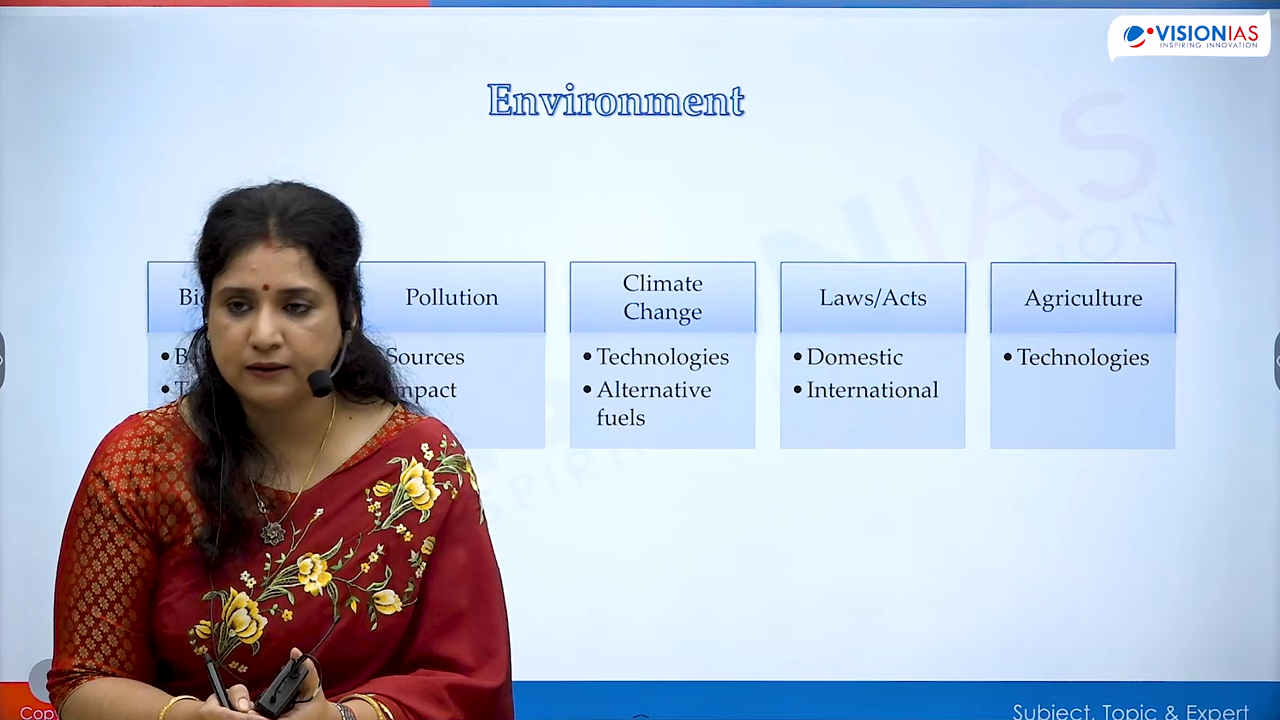 VISIONIAS
INSPIRING INNOVATION
Environment
Pollution
Climate
Change
Laws/Acts
Agriculture
• Technologies
• Alternative
fuels
• Domestic
• International
• Technologies
Sources
Subject, Topic & Expert